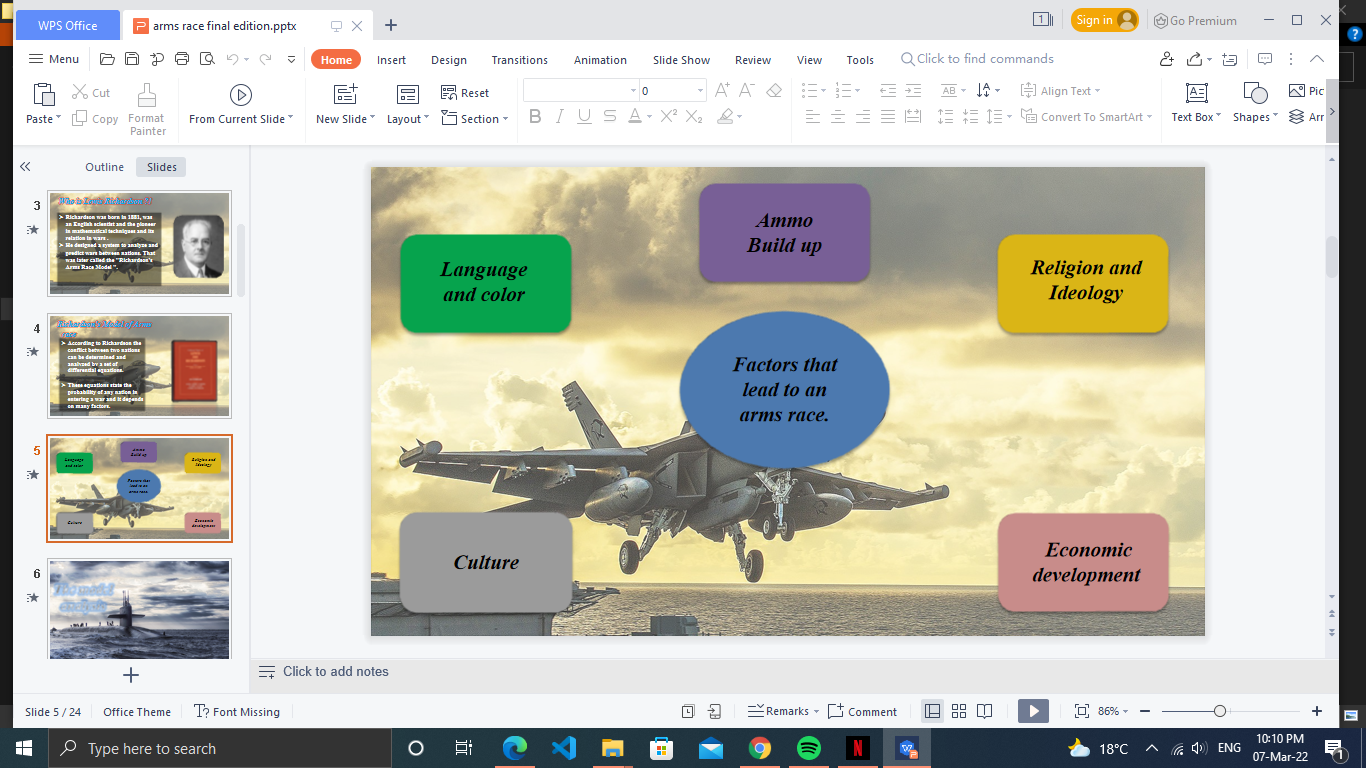 WPS Office
arms race final edition.pptx
1
Sign in
Go Premium
Menu
Home
Insert
Design
Transitions
Animation
Slide Show
Review
View
Tools
Click to find commands
Paste
Cut
Copy
Format
Painter
From Current Slide
New Slide
Layout
Reset
Section
0
Align Text
Convert To SmartArt
Text Box
Shapes
Pic
Arr
Outline
Slides
3
Who is Lewis Richardson ?!
Richardson was born in 1881, was
an English scientist and the pioneer
in mathematical techniques and its
relation in wars .
He designed a system to analyze and
predict wars between nations. That
was later called the "Richardson's
Arms Race Model ".
4
Richardson's Model of Arms
race
According to Richardson the
conflict between two nations
can be determined and
analyzed by a set of
differential equations.
These equations state the
probability of any nation in
entering a war and it depends
on many factors.
5
Ammo
Build up
Language
and color
Religion and
Ideology
Factors that
lead to an
arms race.
Culture
Economic
development
6
Ammo
Build up
Language
and color
Religion and
Ideology
Factors that
lead to an
arms race.
Culture
Economic
development
Click to add notes
Slide 5 / 24
Office Theme
Font Missing
Remarks
Comment
86%
Type here to search
18°C
ENG
10:10 PM
07-Mar-22
1